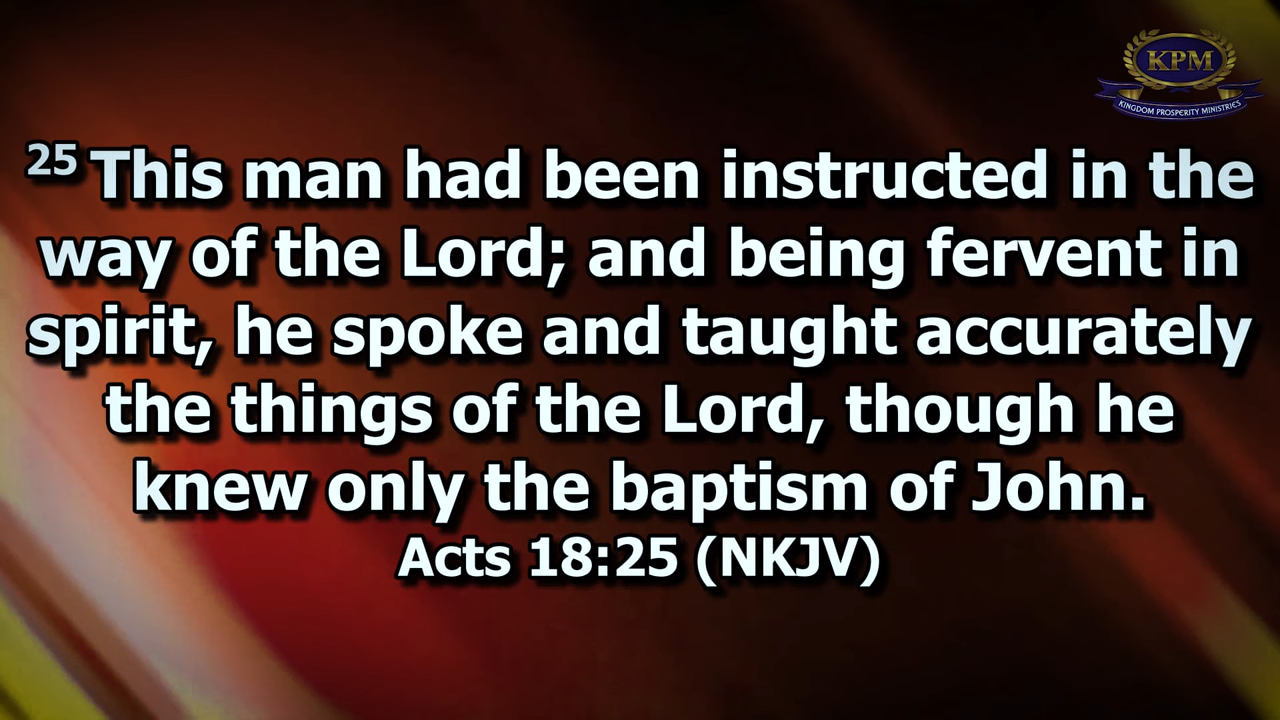 KPM
KINGDOM PROSPERITY MINISTRIES
25 This man had been instructed in the
way of the Lord; and being fervent in
spirit, he spoke and taught accurately
the things of the Lord, though he
knew only the baptism of John.
Acts 18:25 (NKJV)